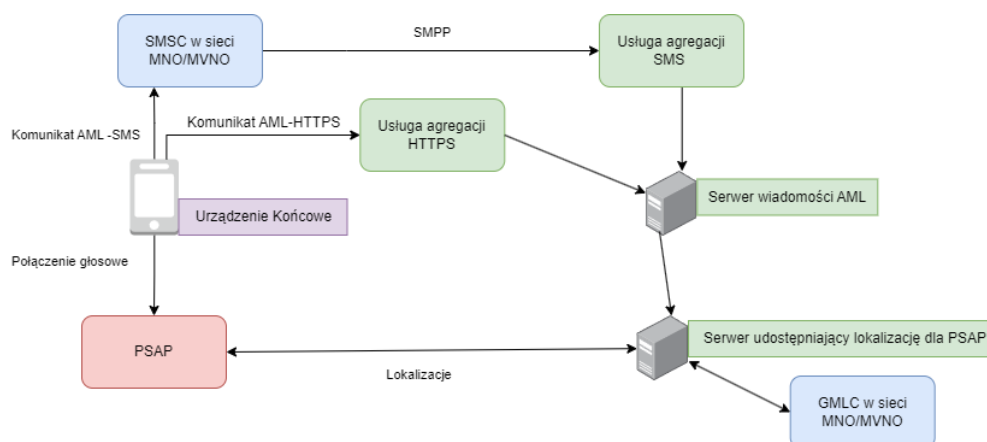 SMPP
SMSC w sieci
MNO/MVNO
Usługa agregacji
SMS
Komunikat AML -SMS
Komunikat AML-HTTPS
Usługa agregacji
HTTPS
Urządzenie Końcowe
Serwer wiadomości AML
Połączenie głosowe
PSAP
Lokalizacje
Serwer udostępniający lokalizację dla PSAP
GMLC w sieci
MNO/MVNO